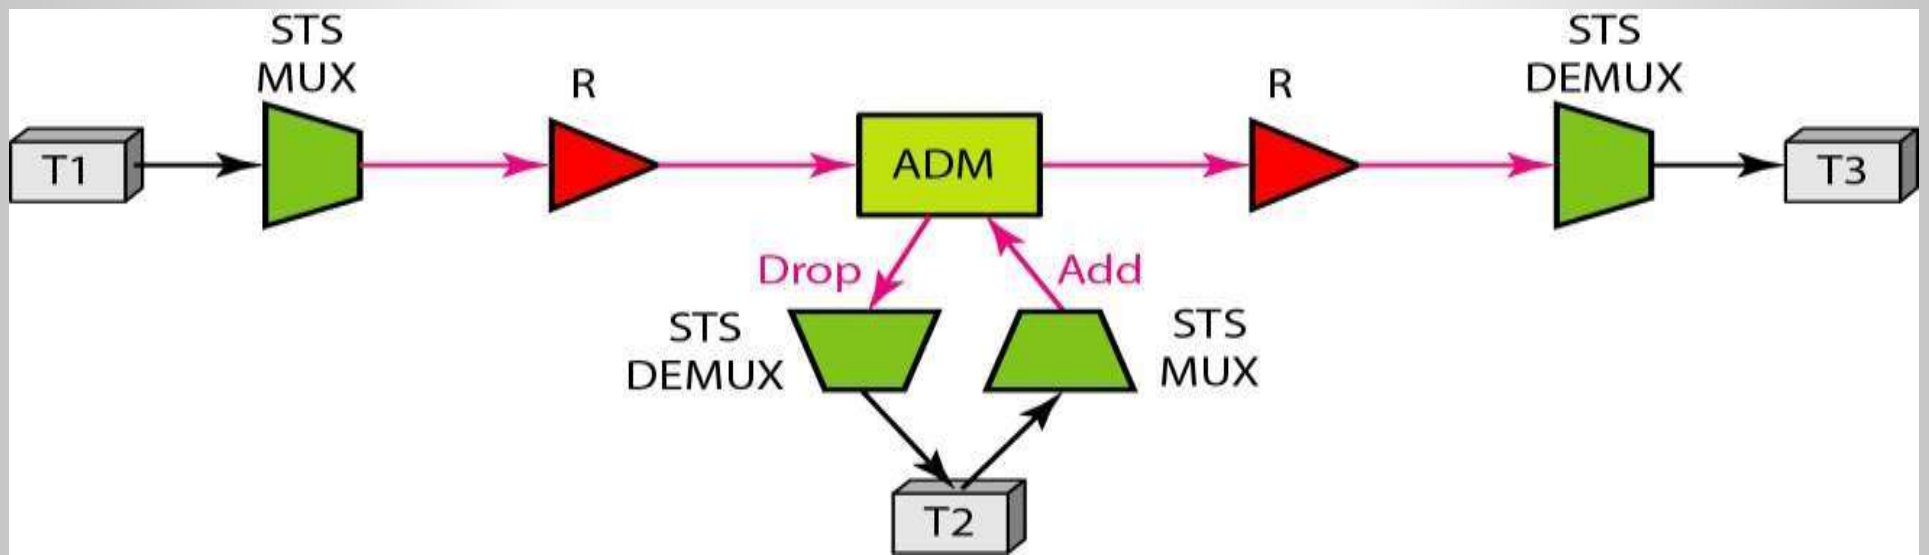 STS
MUX
R
R
STS
DEMUX
T1
ADM
T3
Drop
Add
STS
DEMUX
STS
MUX
T2